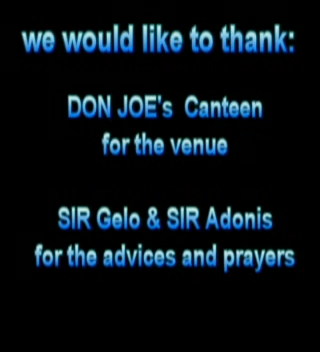 we would like to thank:
DON JOE's Canteen
for the venue
SIR Gelo & SIR Adonis
for the advices and prayers